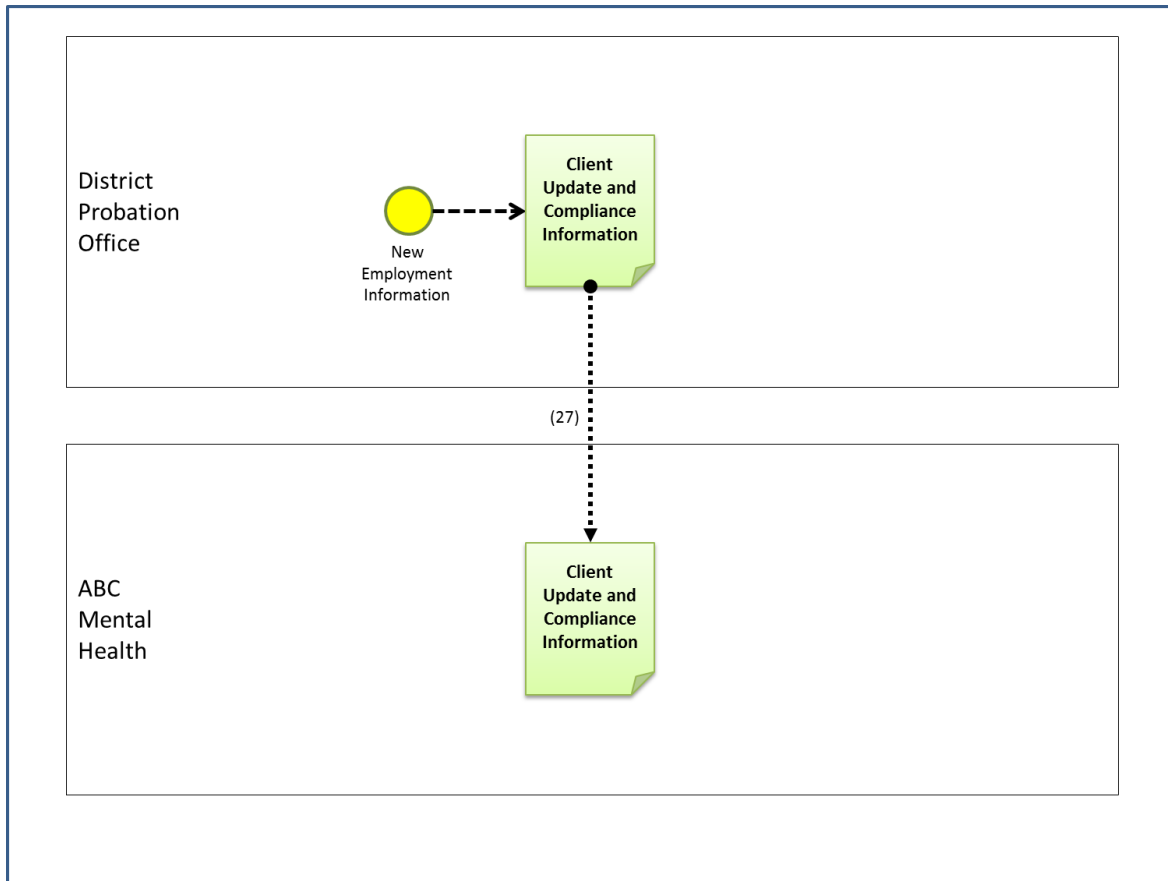 District
Probation
Office
New
Employment
Information
Client
Update and
Compliance
Information
(27)
ABC
Mental
Health
Client
Update and
Compliance
Information